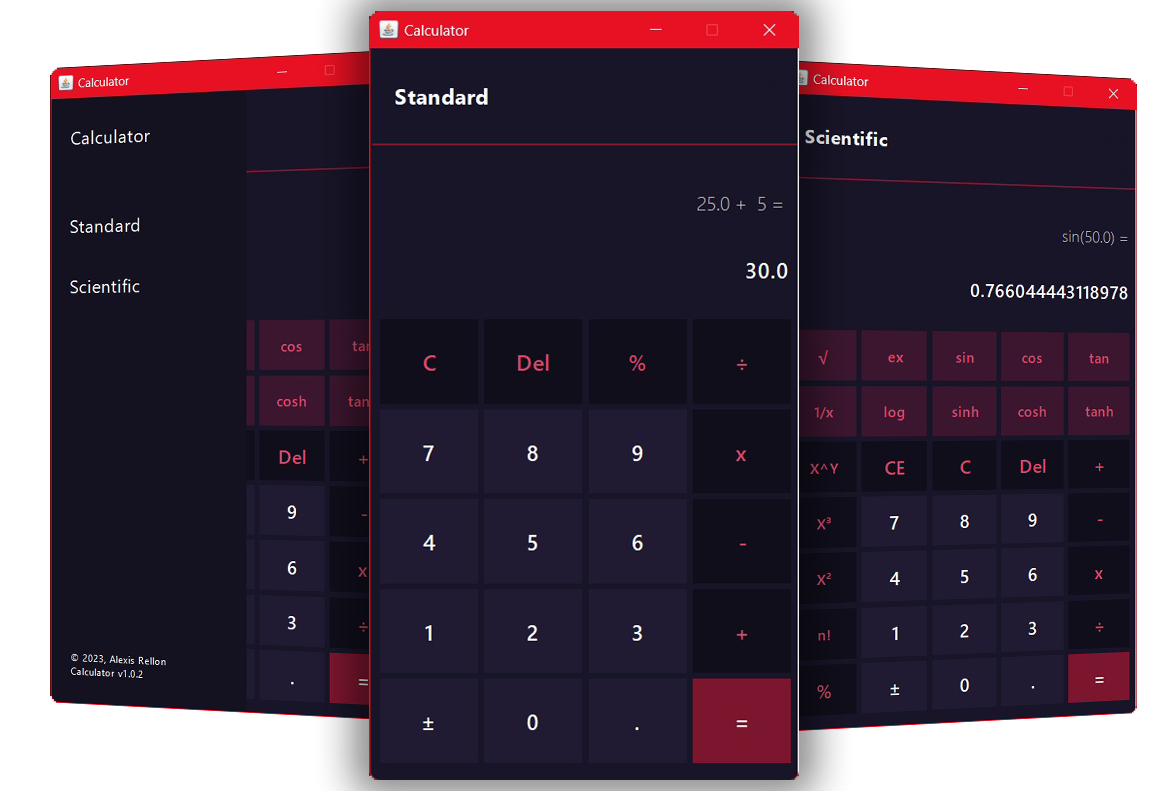 Calculator
Calculator
Standard
Scientific
cos
cosh
Del +
9 -
6 x
3 ÷
. =
© 2023, Alexis Rellon
Calculator v1.0.2
Calculator
Standard
25.0 + 5 =
30.0
C Del % ÷
7 8 9 x
4 5 6 -
1 2 3 +
± 0 . =
Calculator
Scientific
sin(50.0) =
0.766044443118978
√ ex sin cos tan
1/x log sinh cosh tanh
X^Y CE C Del +
X³ 7 8 9 -
X² 4 5 6 x
n! 1 2 3 ÷
% ± 0 . =